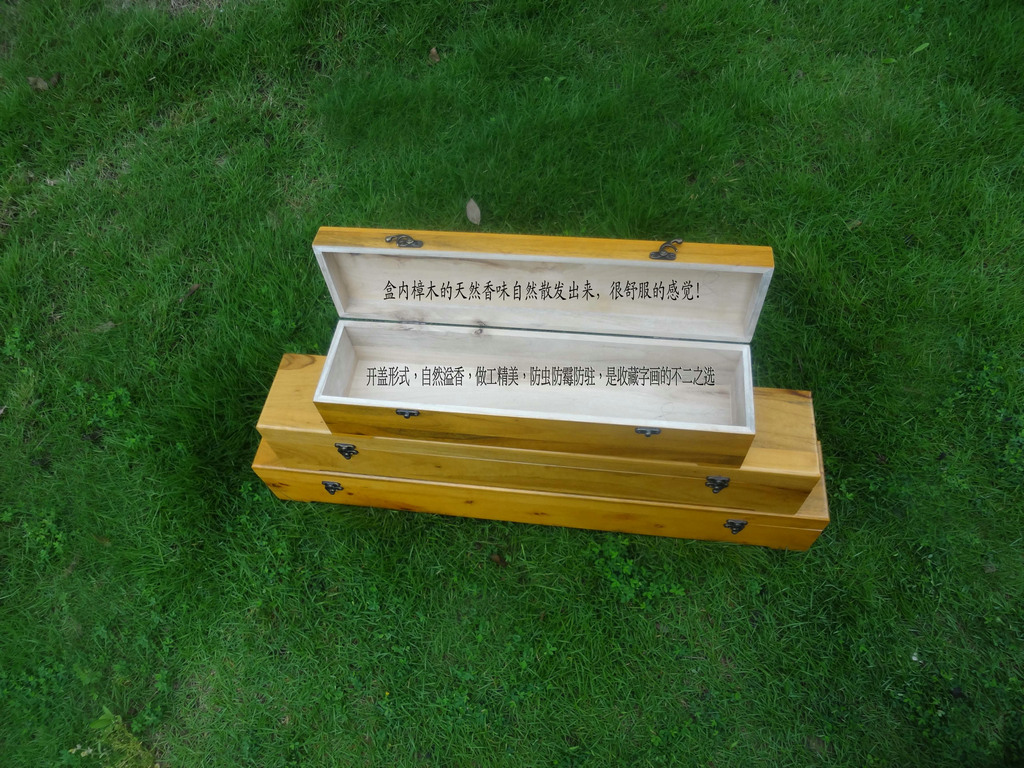 盒内樟木的天然香味自然散发出来，很舒服的感觉！
开盖形式，自然溢香，做工精美，防虫防霉防驻，是收藏字画的不二之选